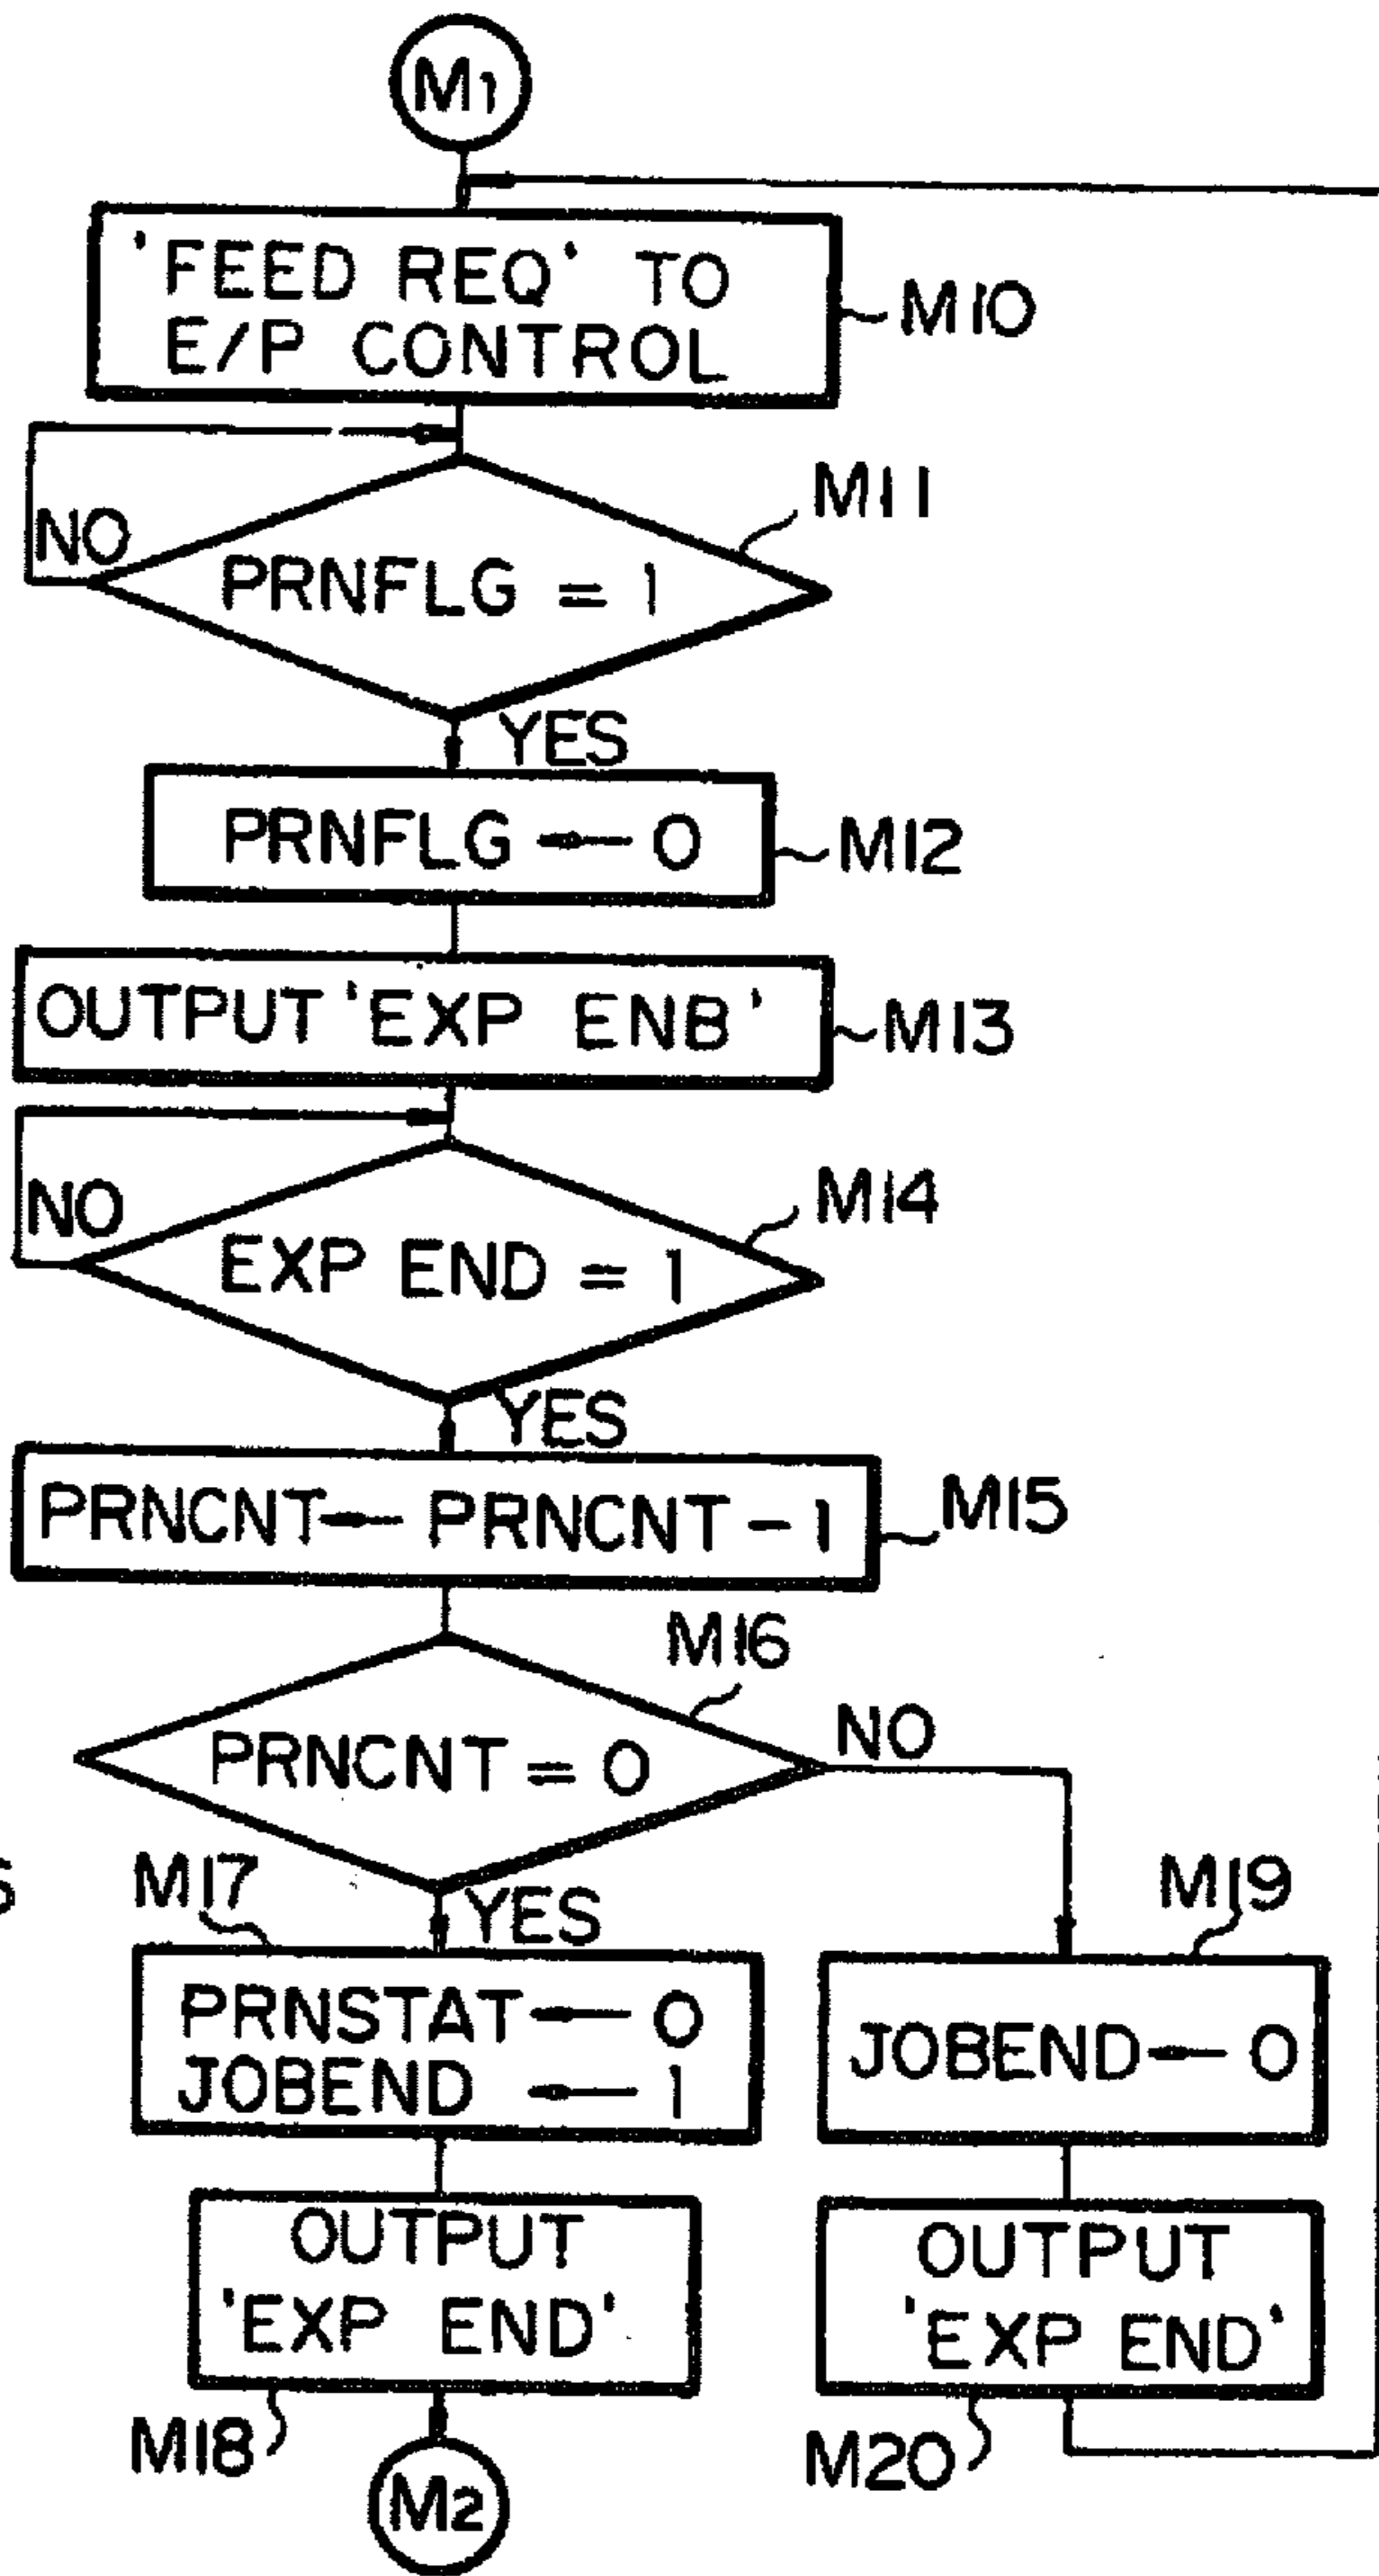 M1
'FEED REQ' TO
E/P CONTROL
M10
M11
NO
PRNFLG = 1
YES
PRNFLG ← 0
M12
OUTPUT 'EXP ENB'
M13
M14
NO
EXP END = 1
YES
PRNCNT ← PRNCNT - 1
M15
M16
PRNCNT = 0
NO
M17
YES
M19
PRNSTAT ← 0
JOBEND ← 1
JOBEND ← 0
OUTPUT
'EXP END'
OUTPUT
'EXP END'
M18
M20
M2